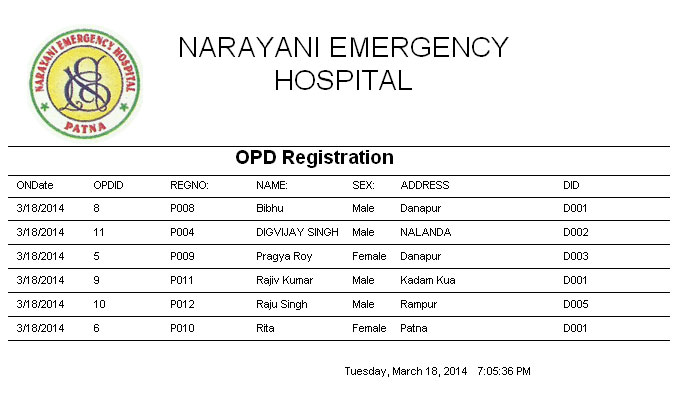 NARAYANI EMERGENCY HOSPITAL
PATNA
NARAYANI EMERGENCY
HOSPITAL
OPD Registration
ONDate OPDID REGNO: NAME: SEX: ADDRESS DID
3/18/2014 8 P008 Bibhu Male Danapur D001
3/18/2014 11 P004 DIGVIJAY SINGH Male NALANDA D002
3/18/2014 5 P009 Pragya Roy Female Danapur D003
3/18/2014 9 P011 Rajiv Kumar Male Kadam Kua D001
3/18/2014 10 P012 Raju Singh Male Rampur D005
3/18/2014 6 P010 Rita Female Patna D001
Tuesday, March 18, 2014 7:05:36 PM